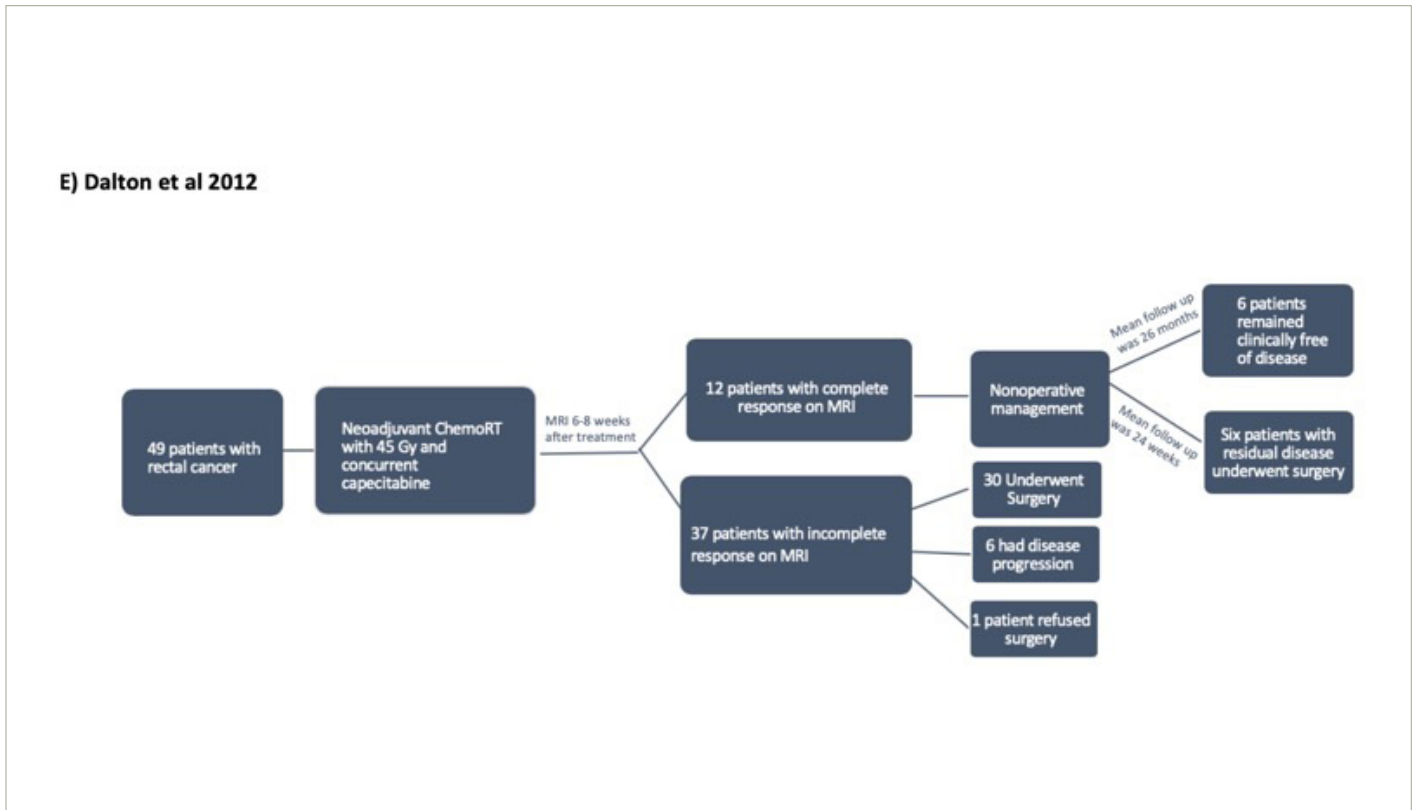 E) Dalton et al 2012
49 patients with
rectal cancer
Neoadjuvant ChemoRT
with 45 Gy and
concurrent
capecitabine
MRI 6-8 weeks
after treatment
12 patients with complete
response on MRI
37 patients with incomplete
response on MRI
Nonoperative
management
30 Underwent
Surgery
6 had disease
progression
1 patient refused
surgery
Mean follow up
was 26 months
Mean follow up
was 24 weeks
6 patients
remained
clinically free
of disease
Six patients with
residual disease
underwent surgery